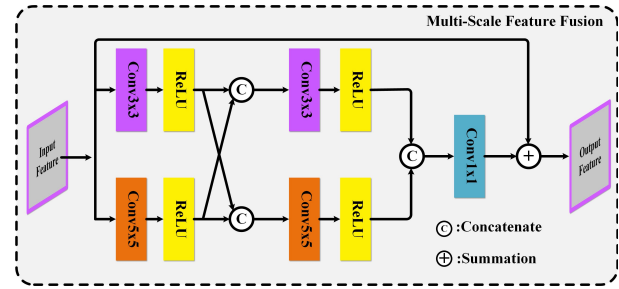 Multi-Scale Feature Fusion
Conv3x3
ReLU
C
Conv3x3
ReLU
Input
Feature
C
Conv1x1
+
Output
Feature
Conv5x5
ReLU
C
Conv5x5
ReLU
C :Concatenate
+ :Summation